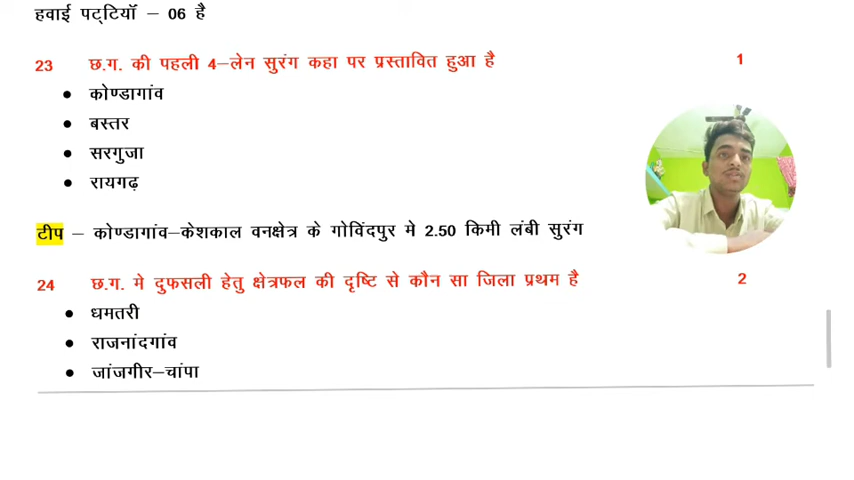 हवाई पट्टियॉ – 06 है
23 छ.ग. की पहली 4–लेन सुरंग कहा पर प्रस्तावित हुआ है 1
• कोण्डागांव
• बस्तर
• सरगुजा
• रायगढ़
टीप – कोण्डागांव–केशकाल वनक्षेत्र के गोविंदपुर मे 2.50 किमी लंबी सुरंग
24 छ.ग. मे दुफसली हेतु क्षेत्रफल की दृष्टि से कौन सा जिला प्रथम है 2
• धमतरी
• राजनांदगांव
• जांजगीर–चांपा